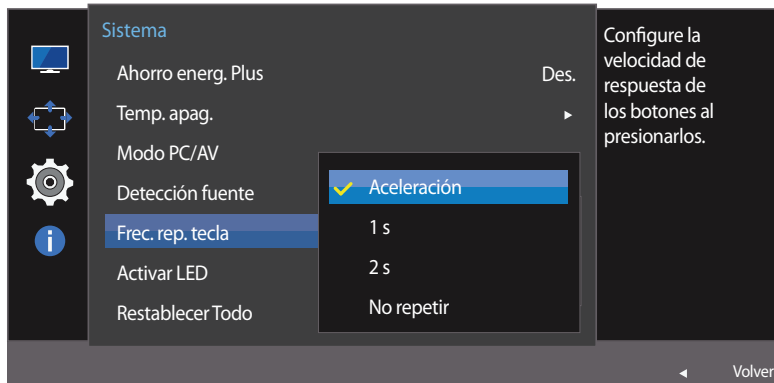 Sistema
Ahorro energ. Plus Des.
Temp. apag.
Modo PC/AV
Detección fuente
Frec. rep. tecla
Activar LED
Restablecer Todo
Aceleración
1 s
2 s
No repetir
Configure la
velocidad de
respuesta de
los botones al
presionarlos.
Volver